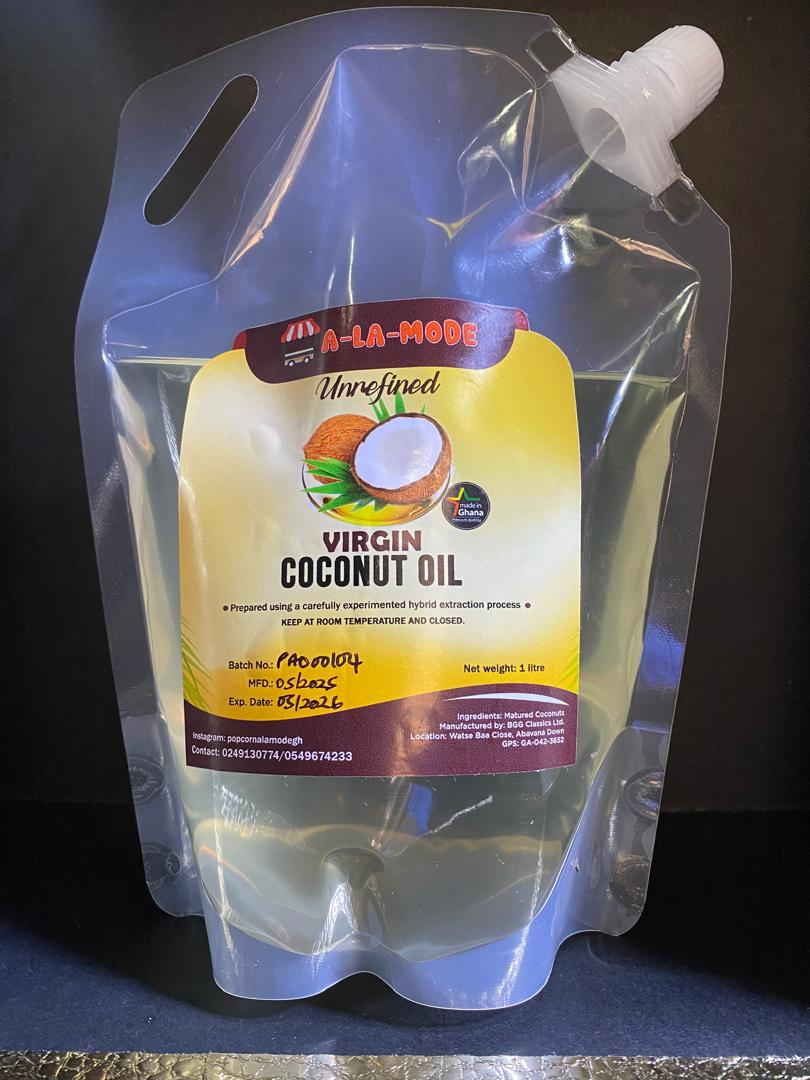 A-LA-MODE
Unrefined
made in
Ghana
VIRGIN
COCONUT OIL
• Prepared using a carefully experimented hybrid extraction process •
KEEP AT ROOM TEMPERATURE AND CLOSED.
Batch No.: PA000104
MFD.: 05/2025
Exp. Date: 05/2026
Net weight: 1 litre
Instagram: popcornalamodegh
Contact: 0249130774/0549674233
Ingredients: Matured Coconuts
Manufactured by: BGG Classics Ltd.
Location: Watse Baa Close, Abavana Down
GPS: GA-042-3652